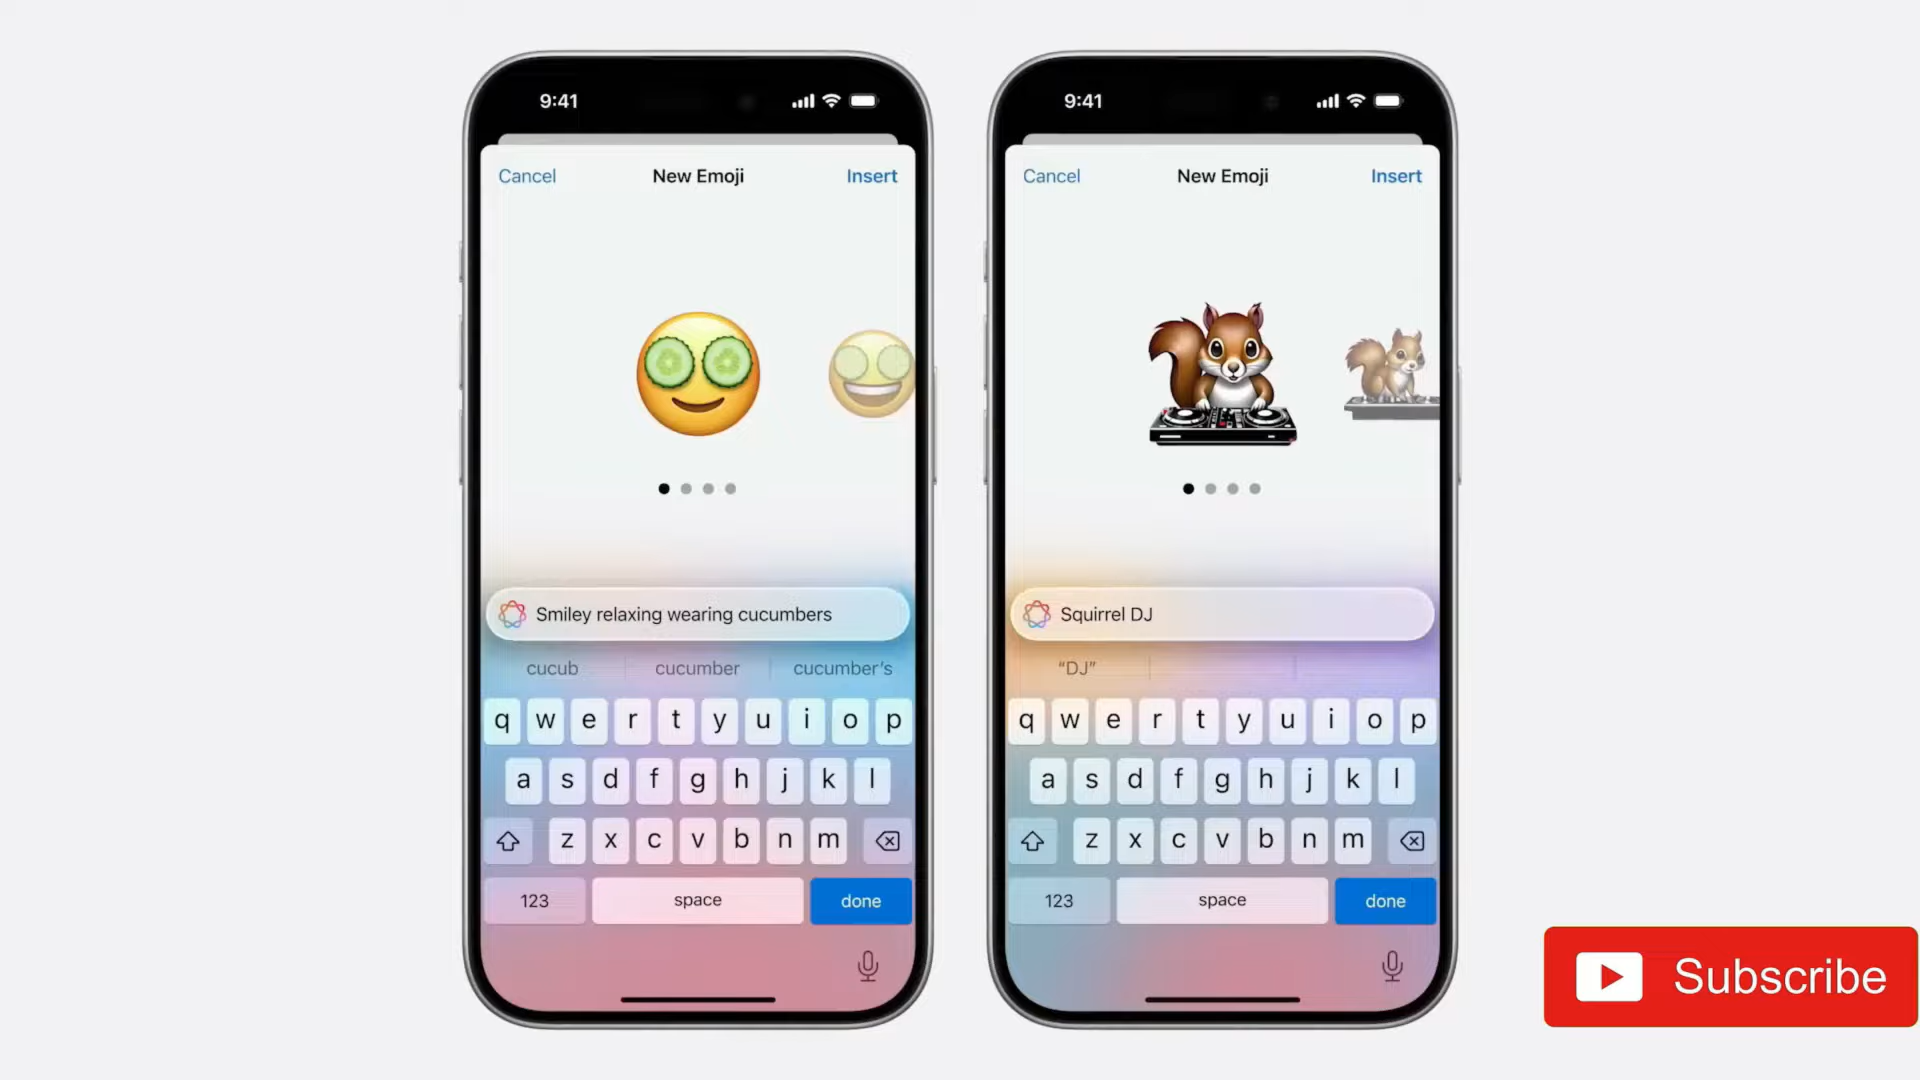 9:41
Cancel New Emoji Insert
Smiley relaxing wearing cucumbers
cucub cucumber cucumber's
q w e r t y u i o p
a s d f g h j k l
z x c v b n m
123 space done
9:41
Cancel New Emoji Insert
Squirrel DJ
“DJ”
q w e r t y u i o p
a s d f g h j k l
z x c v b n m
123 space done
Subscribe